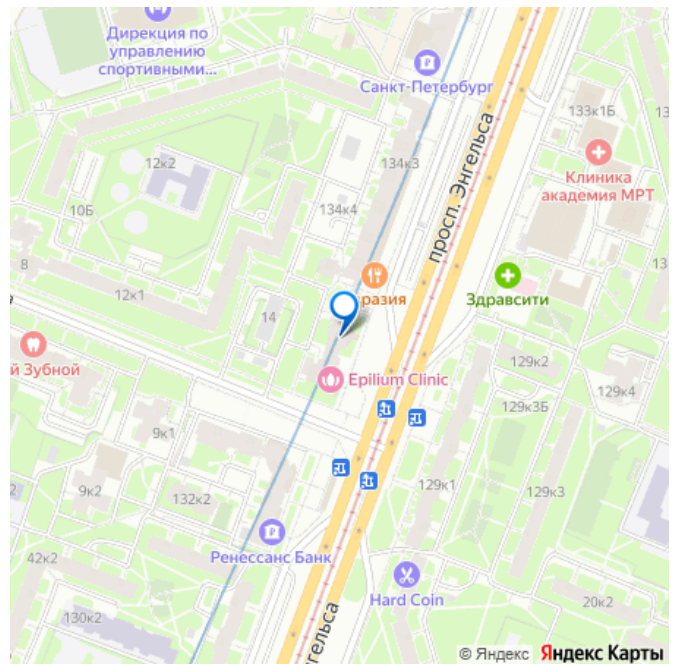 Дирекция по
управлению
спортивными...
Санкт-Петербург
133к1Б
12к2
134к3
просп. Энгельса
Клиника
академия МРТ
10Б
134к4
8
13
12к1
разия
Здравсити
14
й Зубной
Epilium Clinic
129к2
129к4
129к3Б
9к1
9к2
132к2
129к1
129к3
2
Ренессанс Банк
42к2
Hard Coin
20к2
130к2
гельса
© Яндекс Яндекс Карты